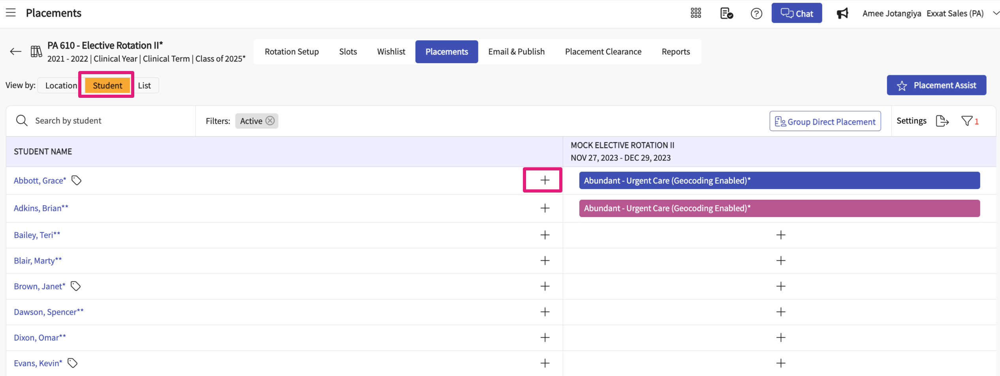 Placements
Chat
Amee Jotangiya Exxat Sales (PA)
PA 610 - Elective Rotation II*
2021 - 2022 | Clinical Year | Clinical Term | Class of 2025*
Rotation Setup
Slots
Wishlist
Placements
Email & Publish
Placement Clearance
Reports
View by:
Location
Student
List
Placement Assist
Search by student
Filters:
Active
Group Direct Placement
Settings
1
STUDENT NAME
MOCK ELECTIVE ROTATION II
NOV 27, 2023 - DEC 29, 2023
Abbott, Grace*
Abundant - Urgent Care (Geocoding Enabled)*
Adkins, Brian**
Abundant - Urgent Care (Geocoding Enabled)*
Bailey, Teri**
Blair, Marty**
Brown, Janet*
Dawson, Spencer**
Dixon, Omar**
Evans, Kevin*